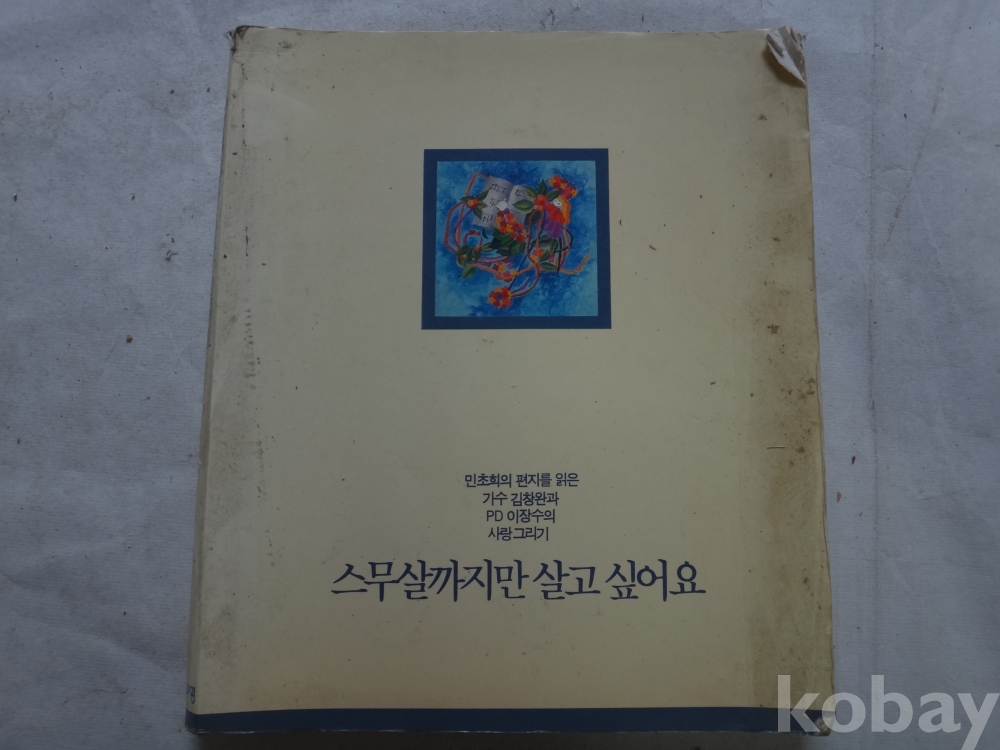 민초희의 편지를 읽은
가수 김창완과
PD 이장수의
사랑그리기
스무살까지만 살고 싶어요
kobay